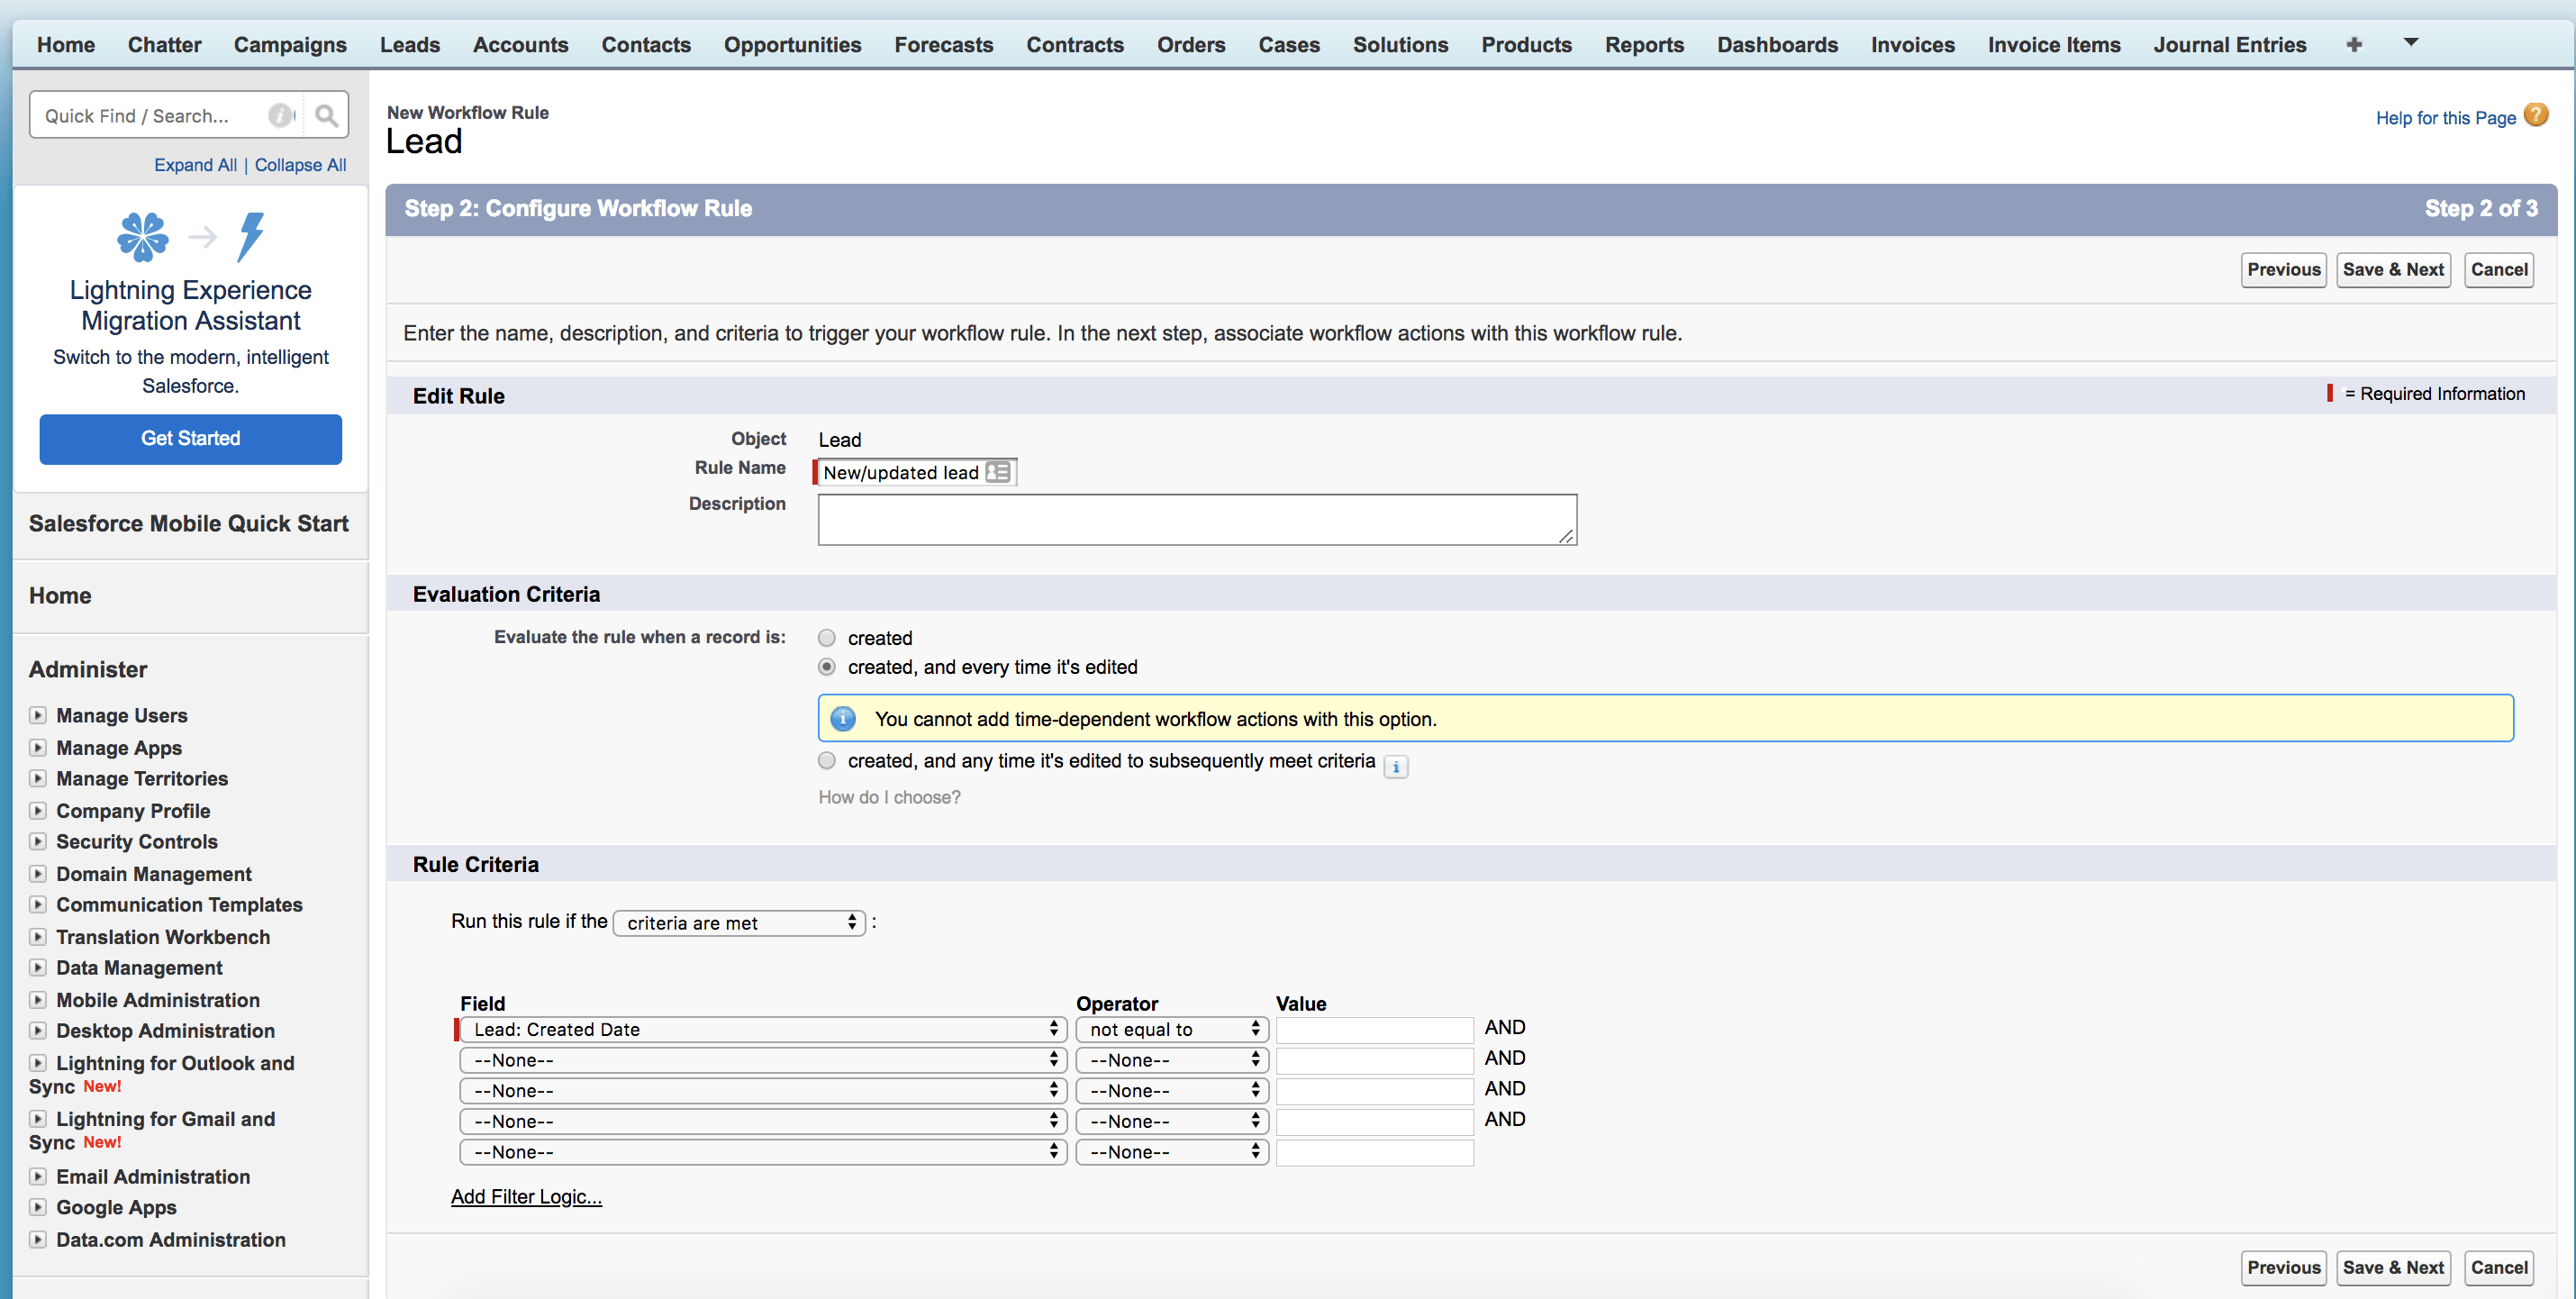 Home Chatter Campaigns Leads Accounts Contacts Opportunities Forecasts Contracts Orders Cases Solutions Products Reports Dashboards Invoices Invoice Items Journal Entries
Quick Find / Search...
Expand All | Collapse All
Lightning Experience
Migration Assistant
Switch to the modern, intelligent
Salesforce.
Get Started
Salesforce Mobile Quick Start
Home
Administer
Manage Users
Manage Apps
Manage Territories
Company Profile
Security Controls
Domain Management
Communication Templates
Translation Workbench
Data Management
Mobile Administration
Desktop Administration
Lightning for Outlook and
Sync New!
Lightning for Gmail and
Sync New!
Email Administration
Google Apps
Data.com Administration
New Workflow Rule
Lead
Help for this Page ?
Step 2: Configure Workflow Rule Step 2 of 3
Previous Save & Next Cancel
Enter the name, description, and criteria to trigger your workflow rule. In the next step, associate workflow actions with this workflow rule.
Edit Rule = Required Information
Object Lead
Rule Name New/updated lead
Description
Evaluation Criteria
Evaluate the rule when a record is: created
created, and every time it's edited
i You cannot add time-dependent workflow actions with this option.
created, and any time it's edited to subsequently meet criteria i
How do I choose?
Rule Criteria
Run this rule if the criteria are met :
Field Operator Value
Lead: Created Date not equal to AND
--None-- --None-- AND
--None-- --None-- AND
--None-- --None-- AND
--None-- --None--
Add Filter Logic...
Previous Save & Next Cancel